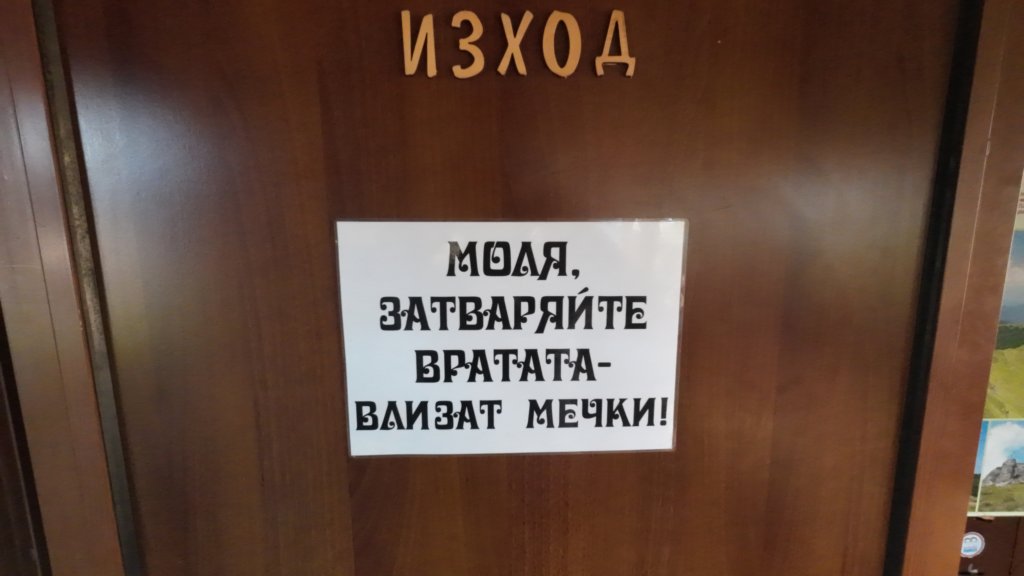 ИЗХОД
МОЛЯ,
ЗАТВАРЯЙТЕ
ВРАТАТА-
ВЛИЗАТ МЕЧКИ!